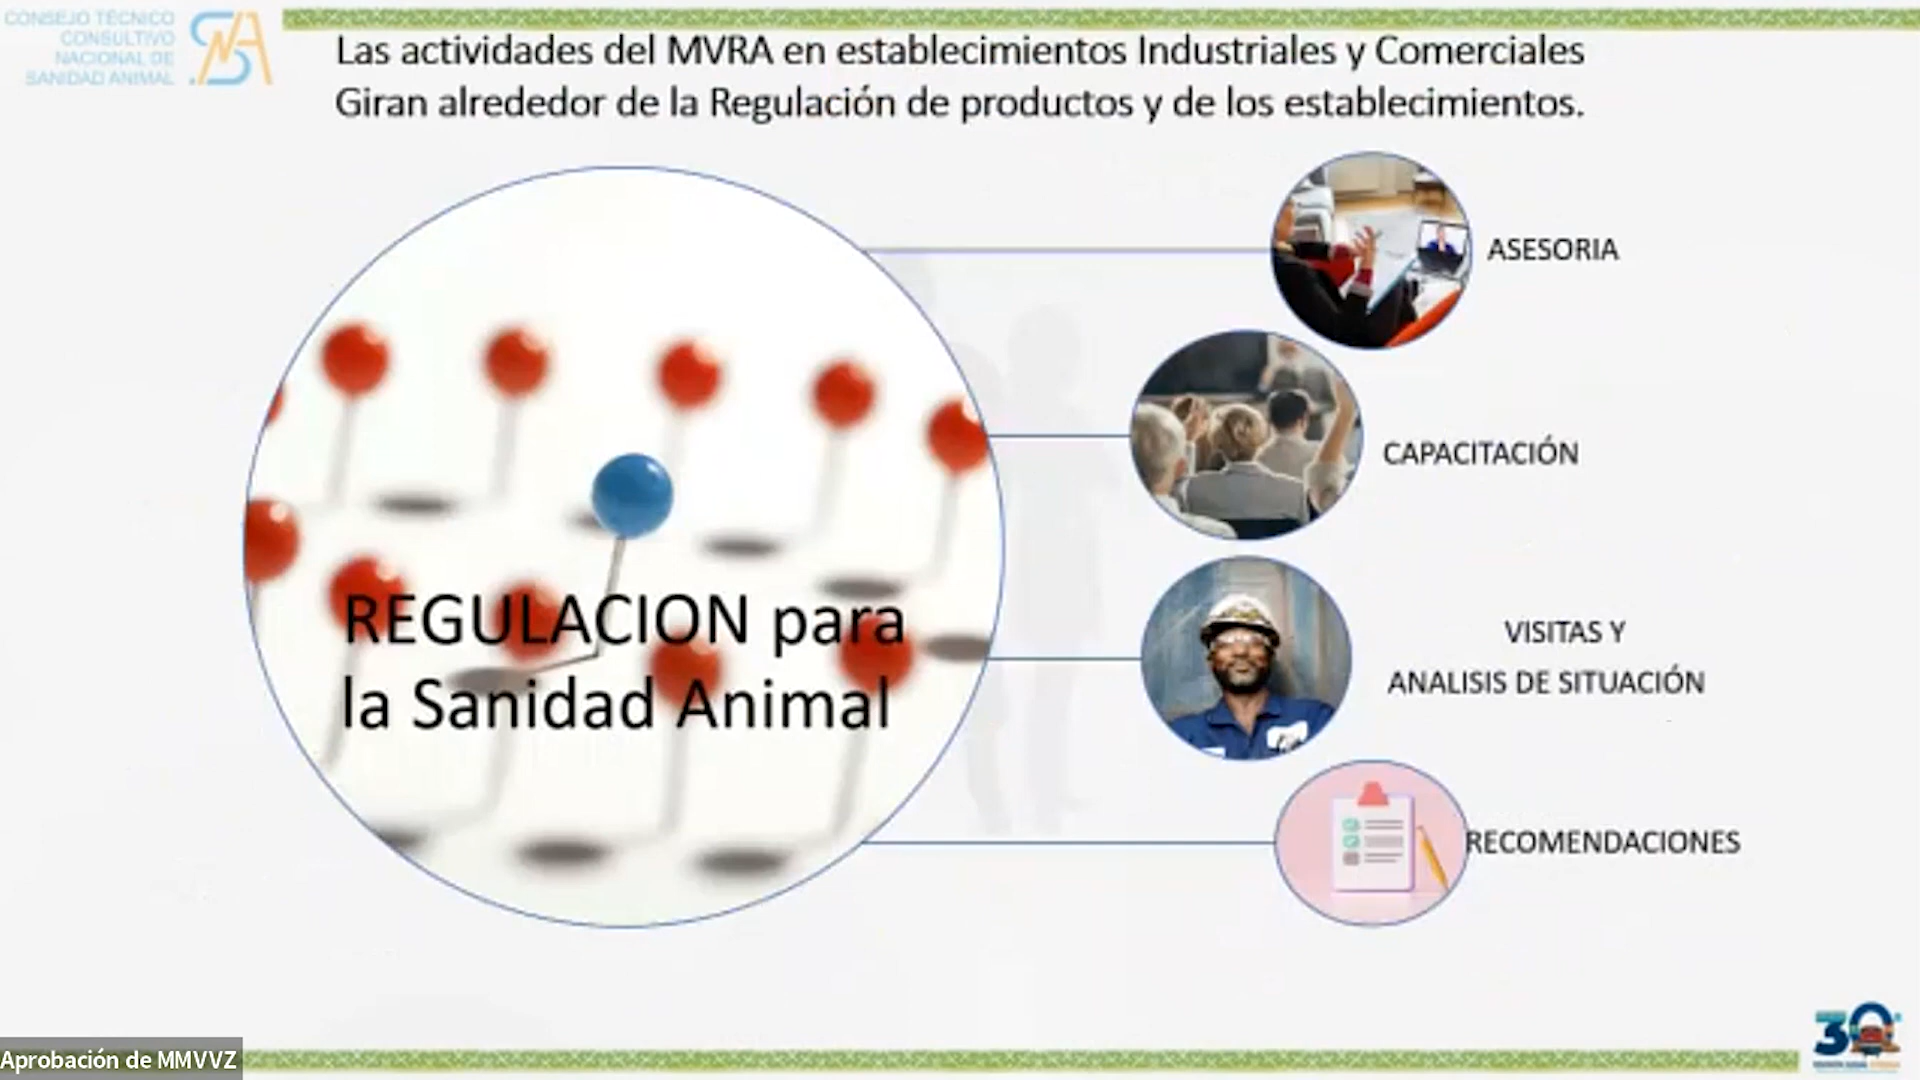 CONSEJO TÉCNICO
CONSULTIVO
NACIONAL DE
SANIDAD ANIMAL
Las actividades del MVRA en establecimientos Industriales y Comerciales
Giran alrededor de la Regulación de productos y de los establecimientos.
ASESORIA
CAPACITACIÓN
REGULACION para
la Sanidad Animal
VISITAS Y
ANALISIS DE SITUACIÓN
RECOMENDACIONES
30
Aprobación de MMVVZ